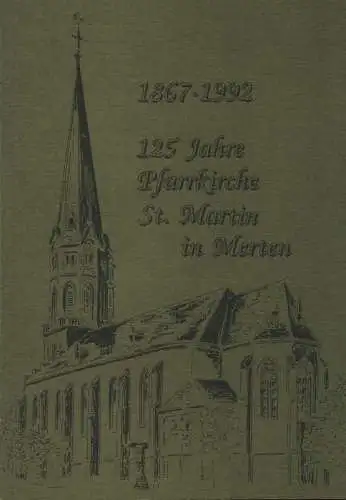 1867-1992
125 Jahre
Pfarrkirche
St. Martin
in Merten